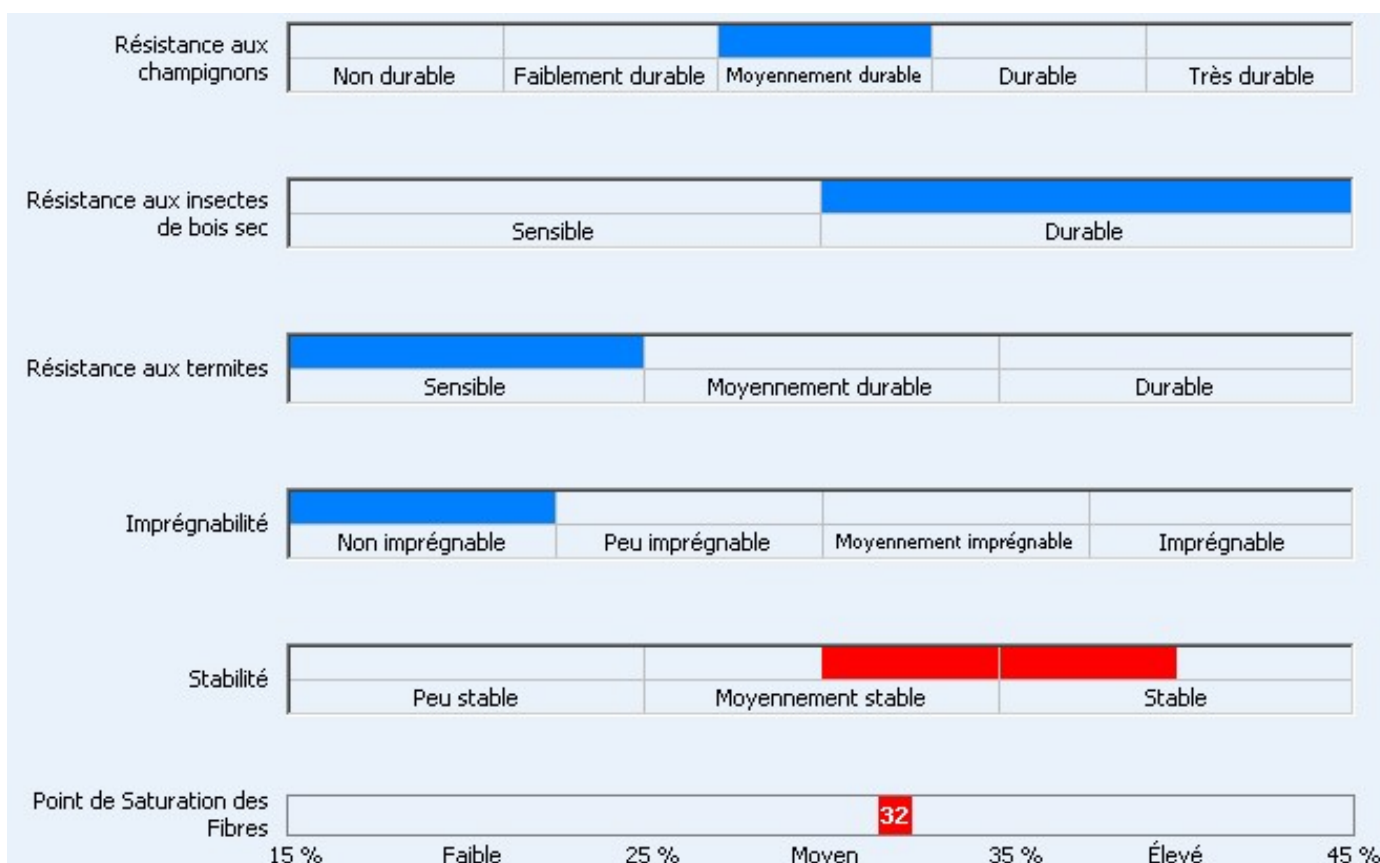 Résistance aux
champignons
Non durable Faiblement durable Moyennement durable Durable Très durable
Résistance aux insectes
de bois sec
Sensible Durable
Résistance aux termites
Sensible Moyennement durable Durable
Imprégnabilité
Non imprégnable Peu imprégnable Moyennement imprégnable Imprégnable
Stabilité
Peu stable Moyennement stable Stable
Point de Saturation des
Fibres
32
15 % Faible 25 % Moyen 35 % Élevé 45 %